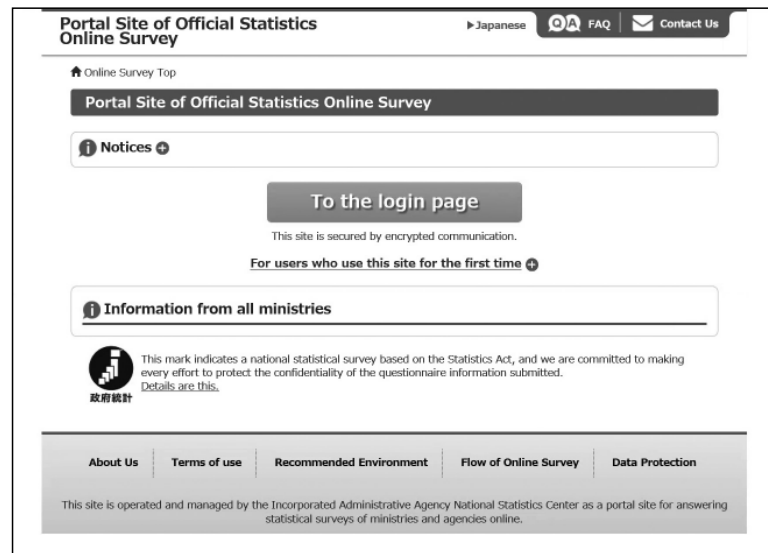 Portal Site of Official Statistics
Online Survey
▶Japanese
Q A FAQ
Contact Us
Online Survey Top
Portal Site of Official Statistics Online Survey
Notices
To the login page
This site is secured by encrypted communication.
For users who use this site for the first time
Information from all ministries
This mark indicates a national statistical survey based on the Statistics Act, and we are committed to making
every effort to protect the confidentiality of the questionnaire information submitted.
Details are this.
政府統計
About Us
Terms of use
Recommended Environment
Flow of Online Survey
Data Protection
This site is operated and managed by the Incorporated Administrative Agency National Statistics Center as a portal site for answering
statistical surveys of ministries and agencies online.